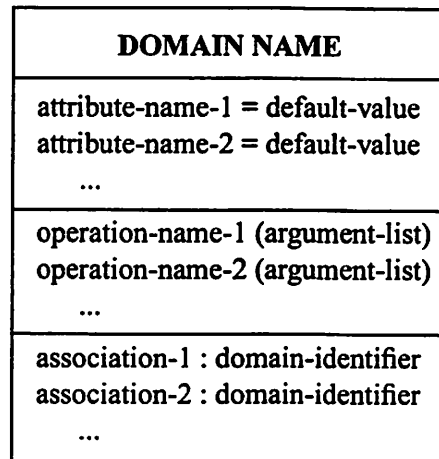 DOMAIN NAME
attribute-name-1 = default-value
attribute-name-2 = default-value
...
operation-name-1 (argument-list)
operation-name-2 (argument-list)
...
association-1 : domain-identifier
association-2 : domain-identifier
...